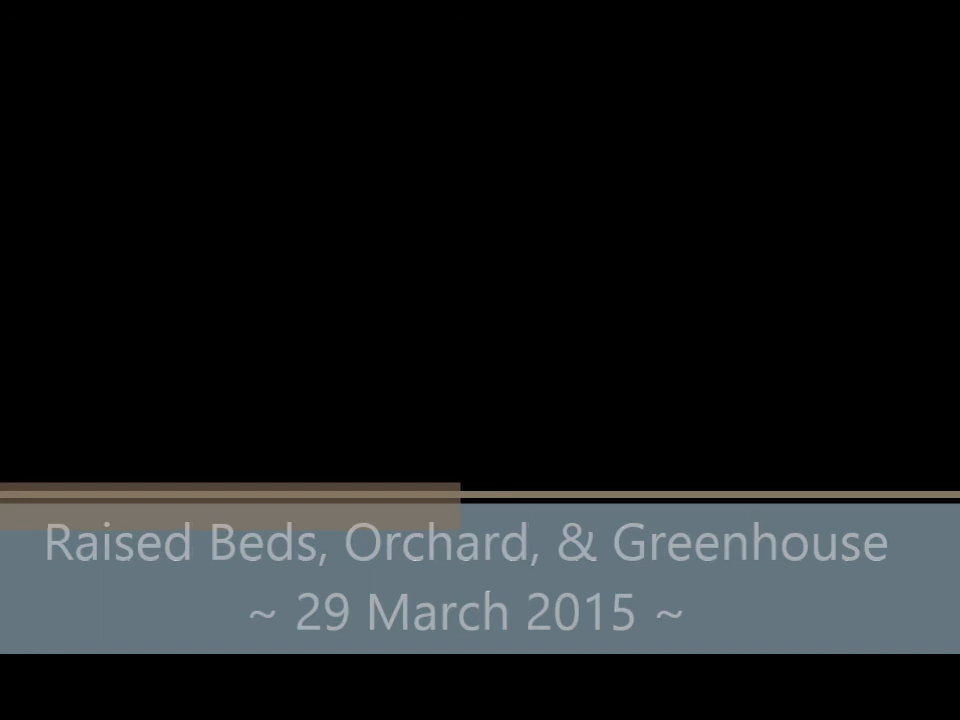 Raised Beds, Orchard, & Greenhouse
~ 29 March 2015 ~